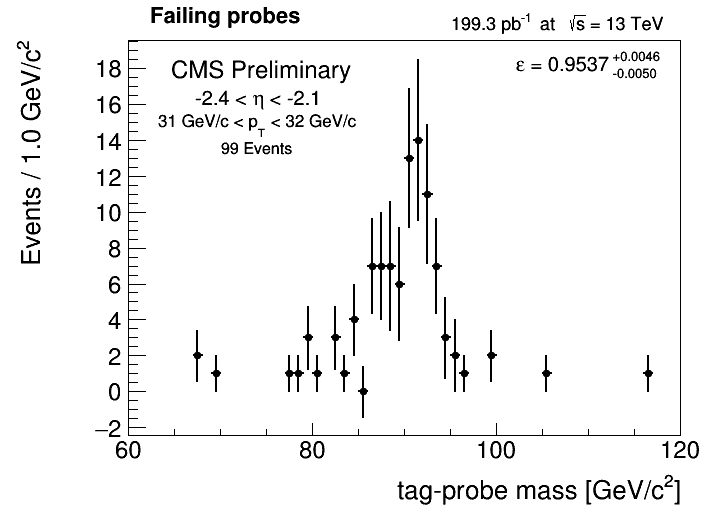 Failing probes
199.3 pb⁻¹ at √s = 13 TeV
CMS Preliminary
ε = 0.9537 +0.0046 -0.0050
-2.4 < η < -2.1
31 GeV/c < p_T < 32 GeV/c
99 Events
Events / 1.0 GeV/c²
18
16
14
12
10
8
6
4
2
0
−2
60 80 100 120
tag-probe mass [GeV/c²]